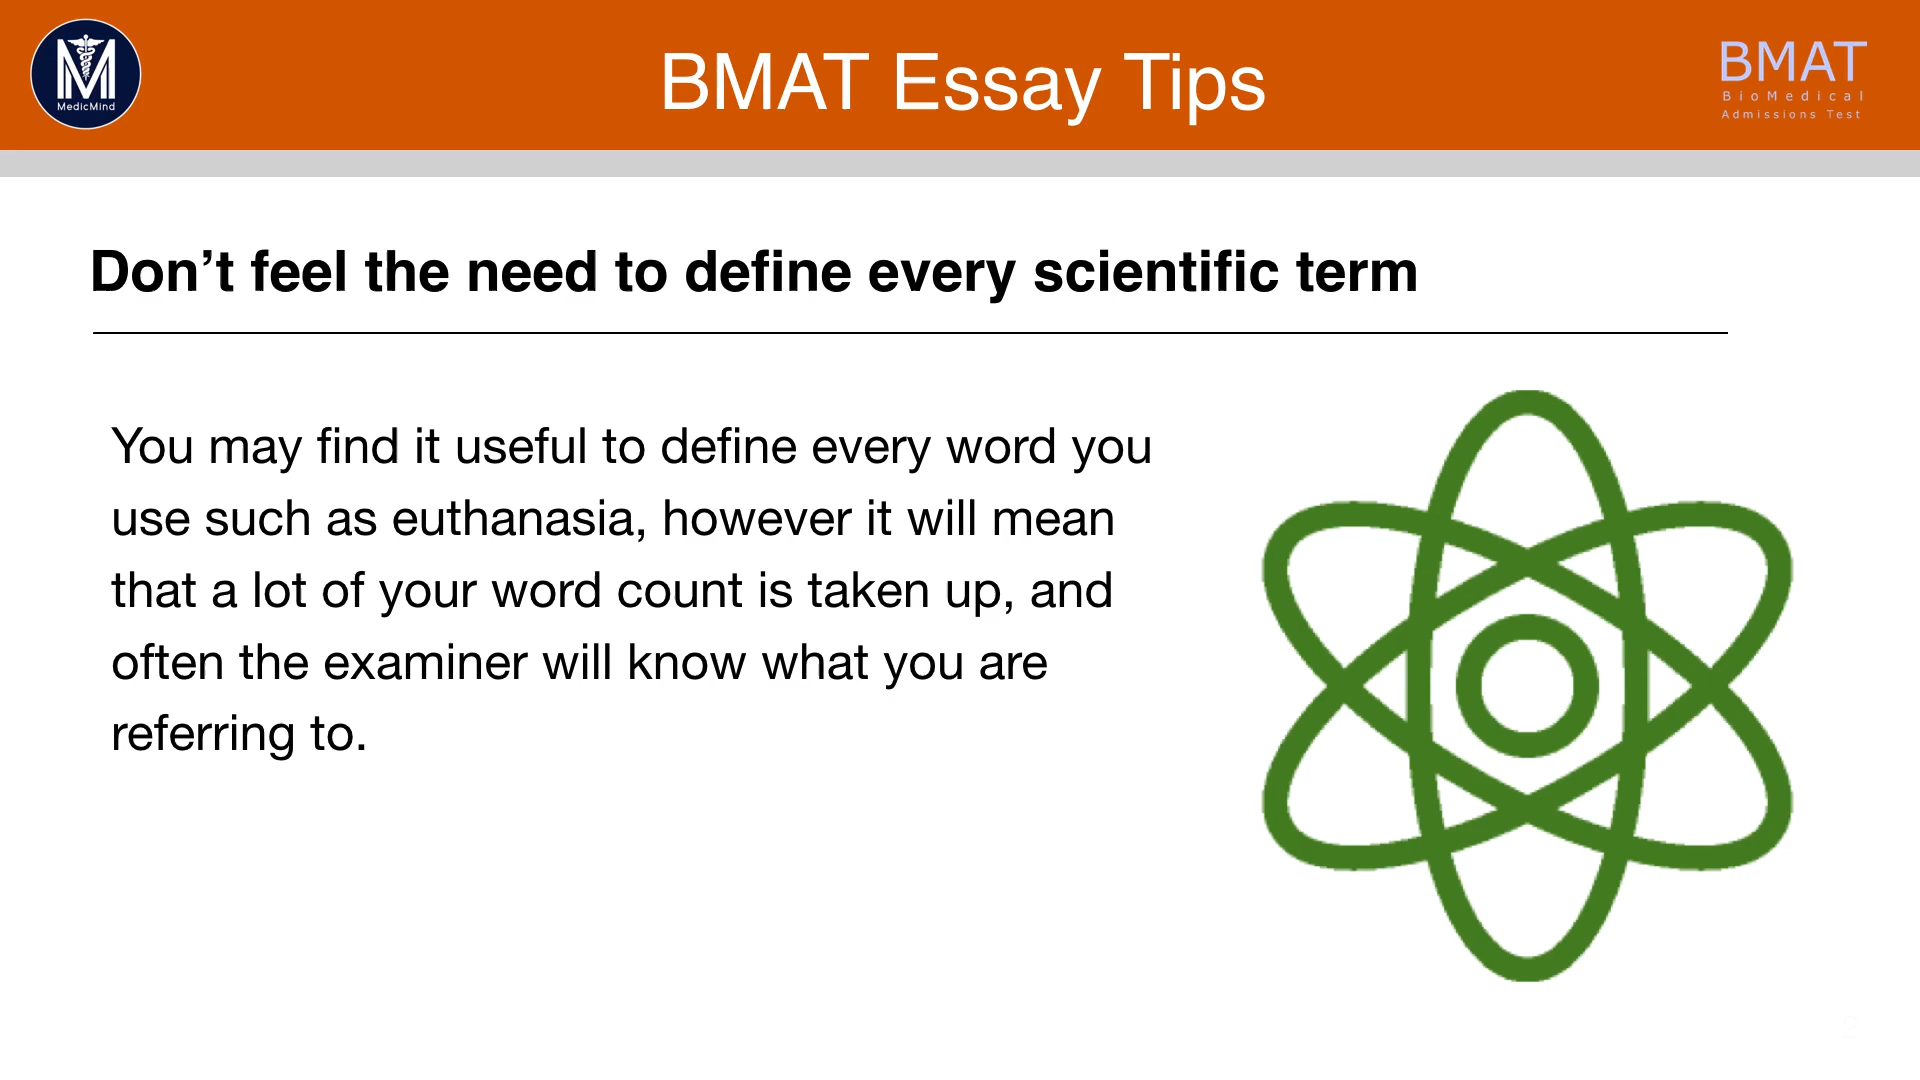 MedicMind
BMAT Essay Tips
BMAT
BioMedical
Admissions Test
Don’t feel the need to define every scientific term
You may find it useful to define every word you
use such as euthanasia, however it will mean
that a lot of your word count is taken up, and
often the examiner will know what you are
referring to.